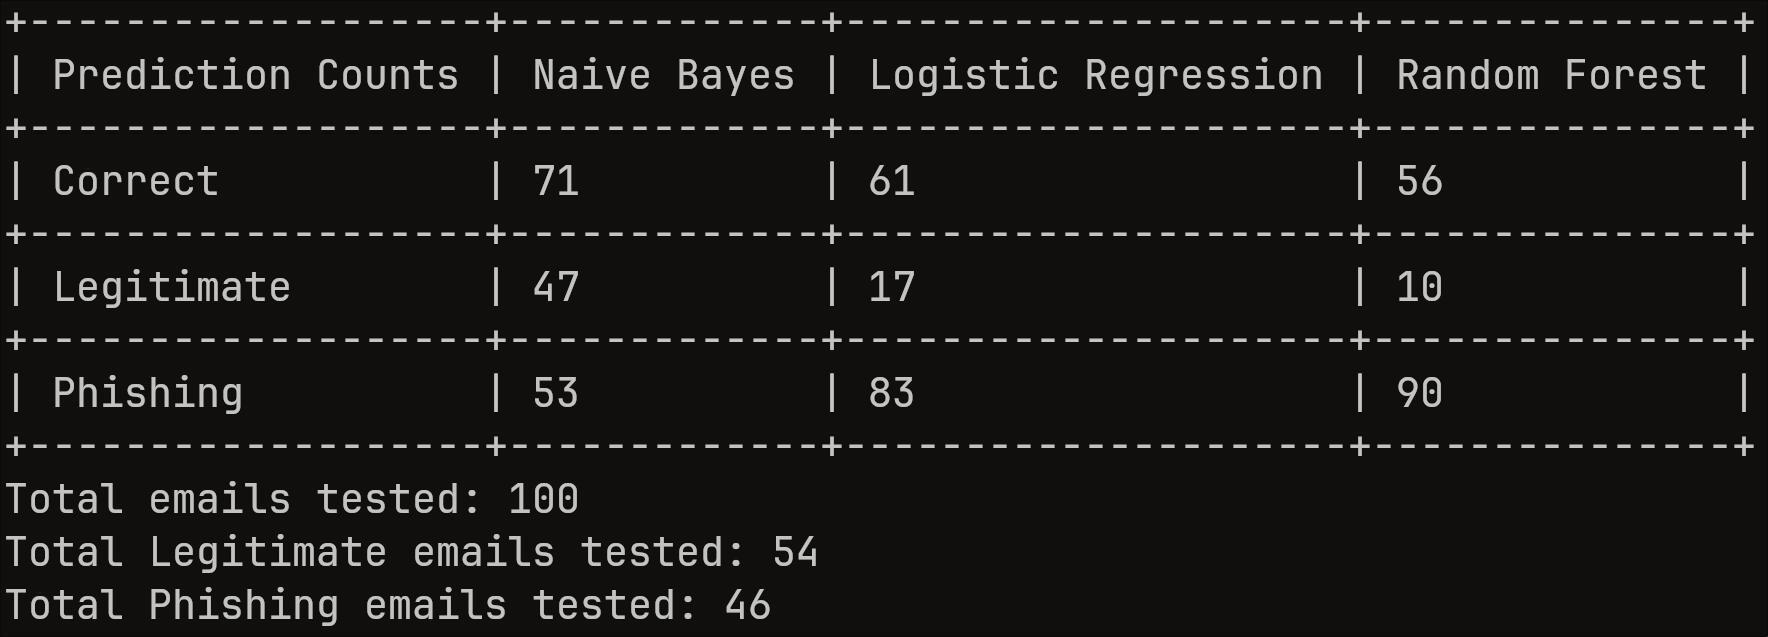 +-------------------+-------------+---------------------+---------------+
| Prediction Counts | Naive Bayes | Logistic Regression | Random Forest |
+-------------------+-------------+---------------------+---------------+
| Correct           | 71          | 61                  | 56            |
+-------------------+-------------+---------------------+---------------+
| Legitimate        | 47          | 17                  | 10            |
+-------------------+-------------+---------------------+---------------+
| Phishing          | 53          | 83                  | 90            |
+-------------------+-------------+---------------------+---------------+
Total emails tested: 100
Total Legitimate emails tested: 54
Total Phishing emails tested: 46